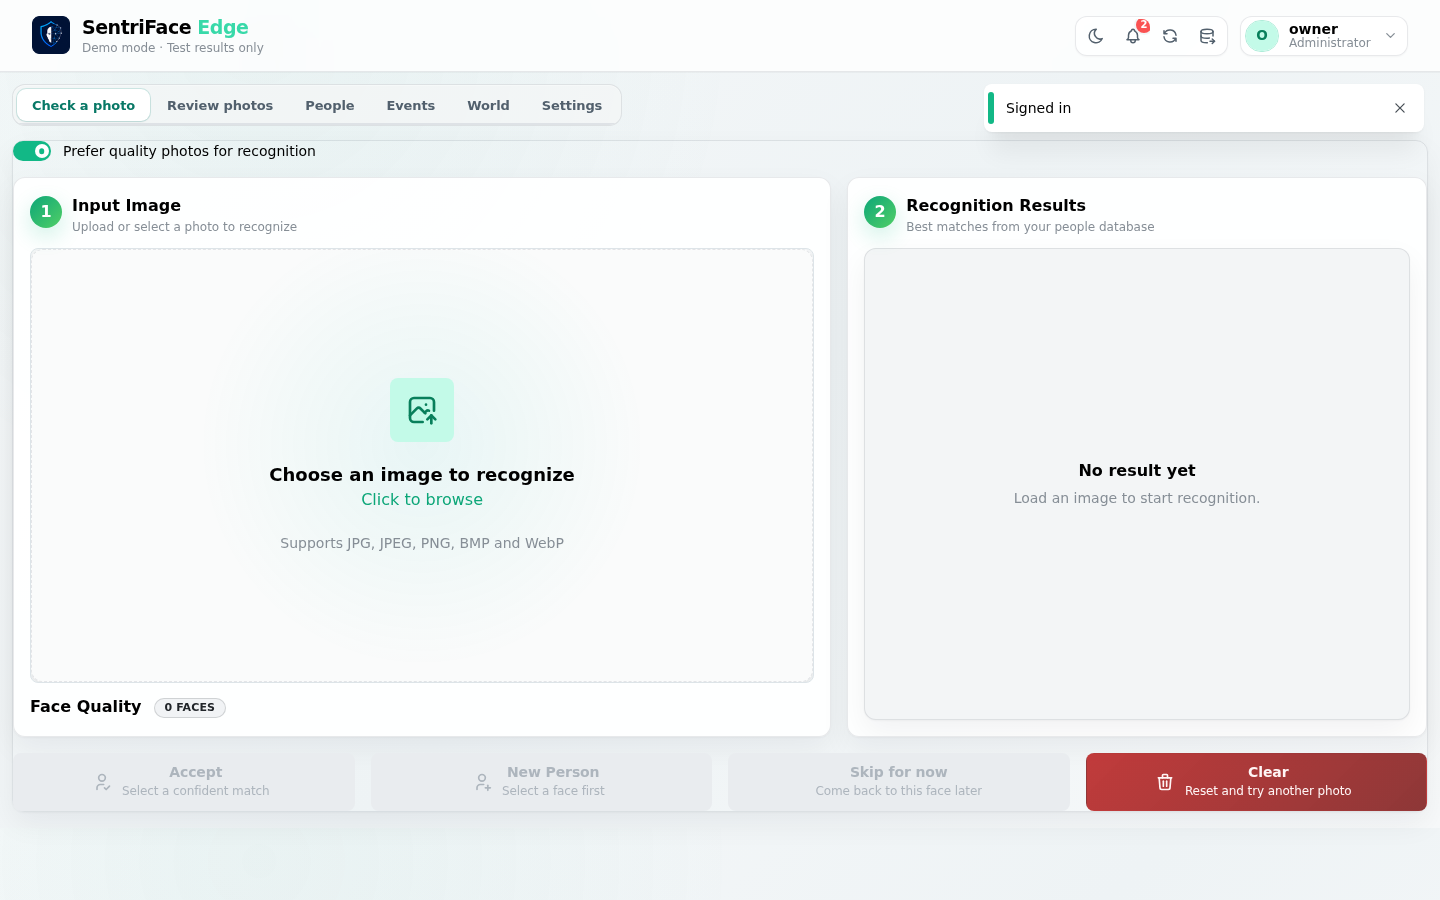 SentriFace Edge
Demo mode · Test results only
2
O
owner
Administrator
Check a photo
Review photos
People
Events
World
Settings
Signed in
Prefer quality photos for recognition
1
Input Image
Upload or select a photo to recognize
Choose an image to recognize
Click to browse
Supports JPG, JPEG, PNG, BMP and WebP
Face Quality
0 FACES
2
Recognition Results
Best matches from your people database
No result yet
Load an image to start recognition.
Accept
Select a confident match
New Person
Select a face first
Skip for now
Come back to this face later
Clear
Reset and try another photo